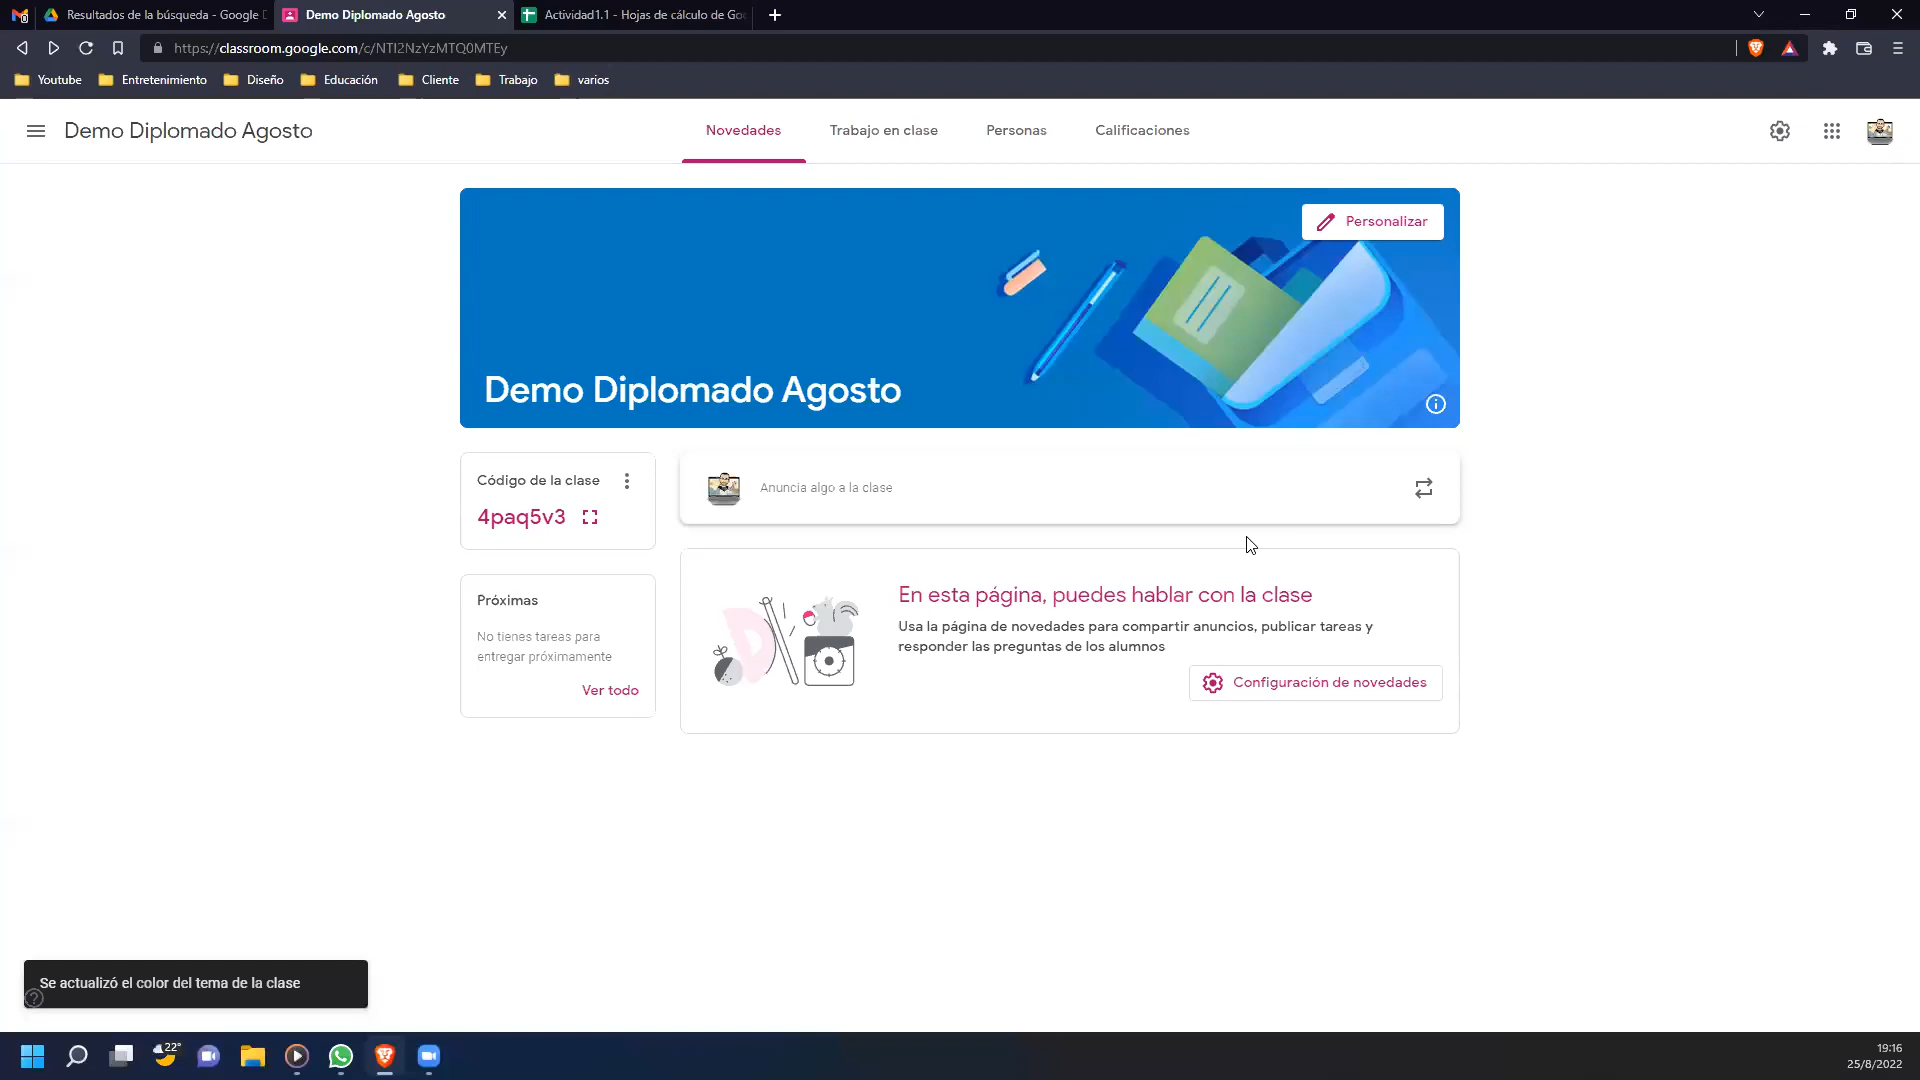 Resultados de la búsqueda - Google D
Demo Diplomado Agosto
Actividad1.1 - Hojas de cálculo de Goo
https://classroom.google.com/c/NTI2NzYzMTQ0MTEy
Youtube
Entretenimiento
Diseño
Educación
Cliente
Trabajo
varios
Demo Diplomado Agosto
Novedades
Trabajo en clase
Personas
Calificaciones
Personalizar
Demo Diplomado Agosto
Código de la clase
4paq5v3
Anuncia algo a la clase
Próximas
No tienes tareas para
entregar próximamente
Ver todo
En esta página, puedes hablar con la clase
Usa la página de novedades para compartir anuncios, publicar tareas y
responder las preguntas de los alumnos
Configuración de novedades
Se actualizó el color del tema de la clase
22°
19:16
25/8/2022